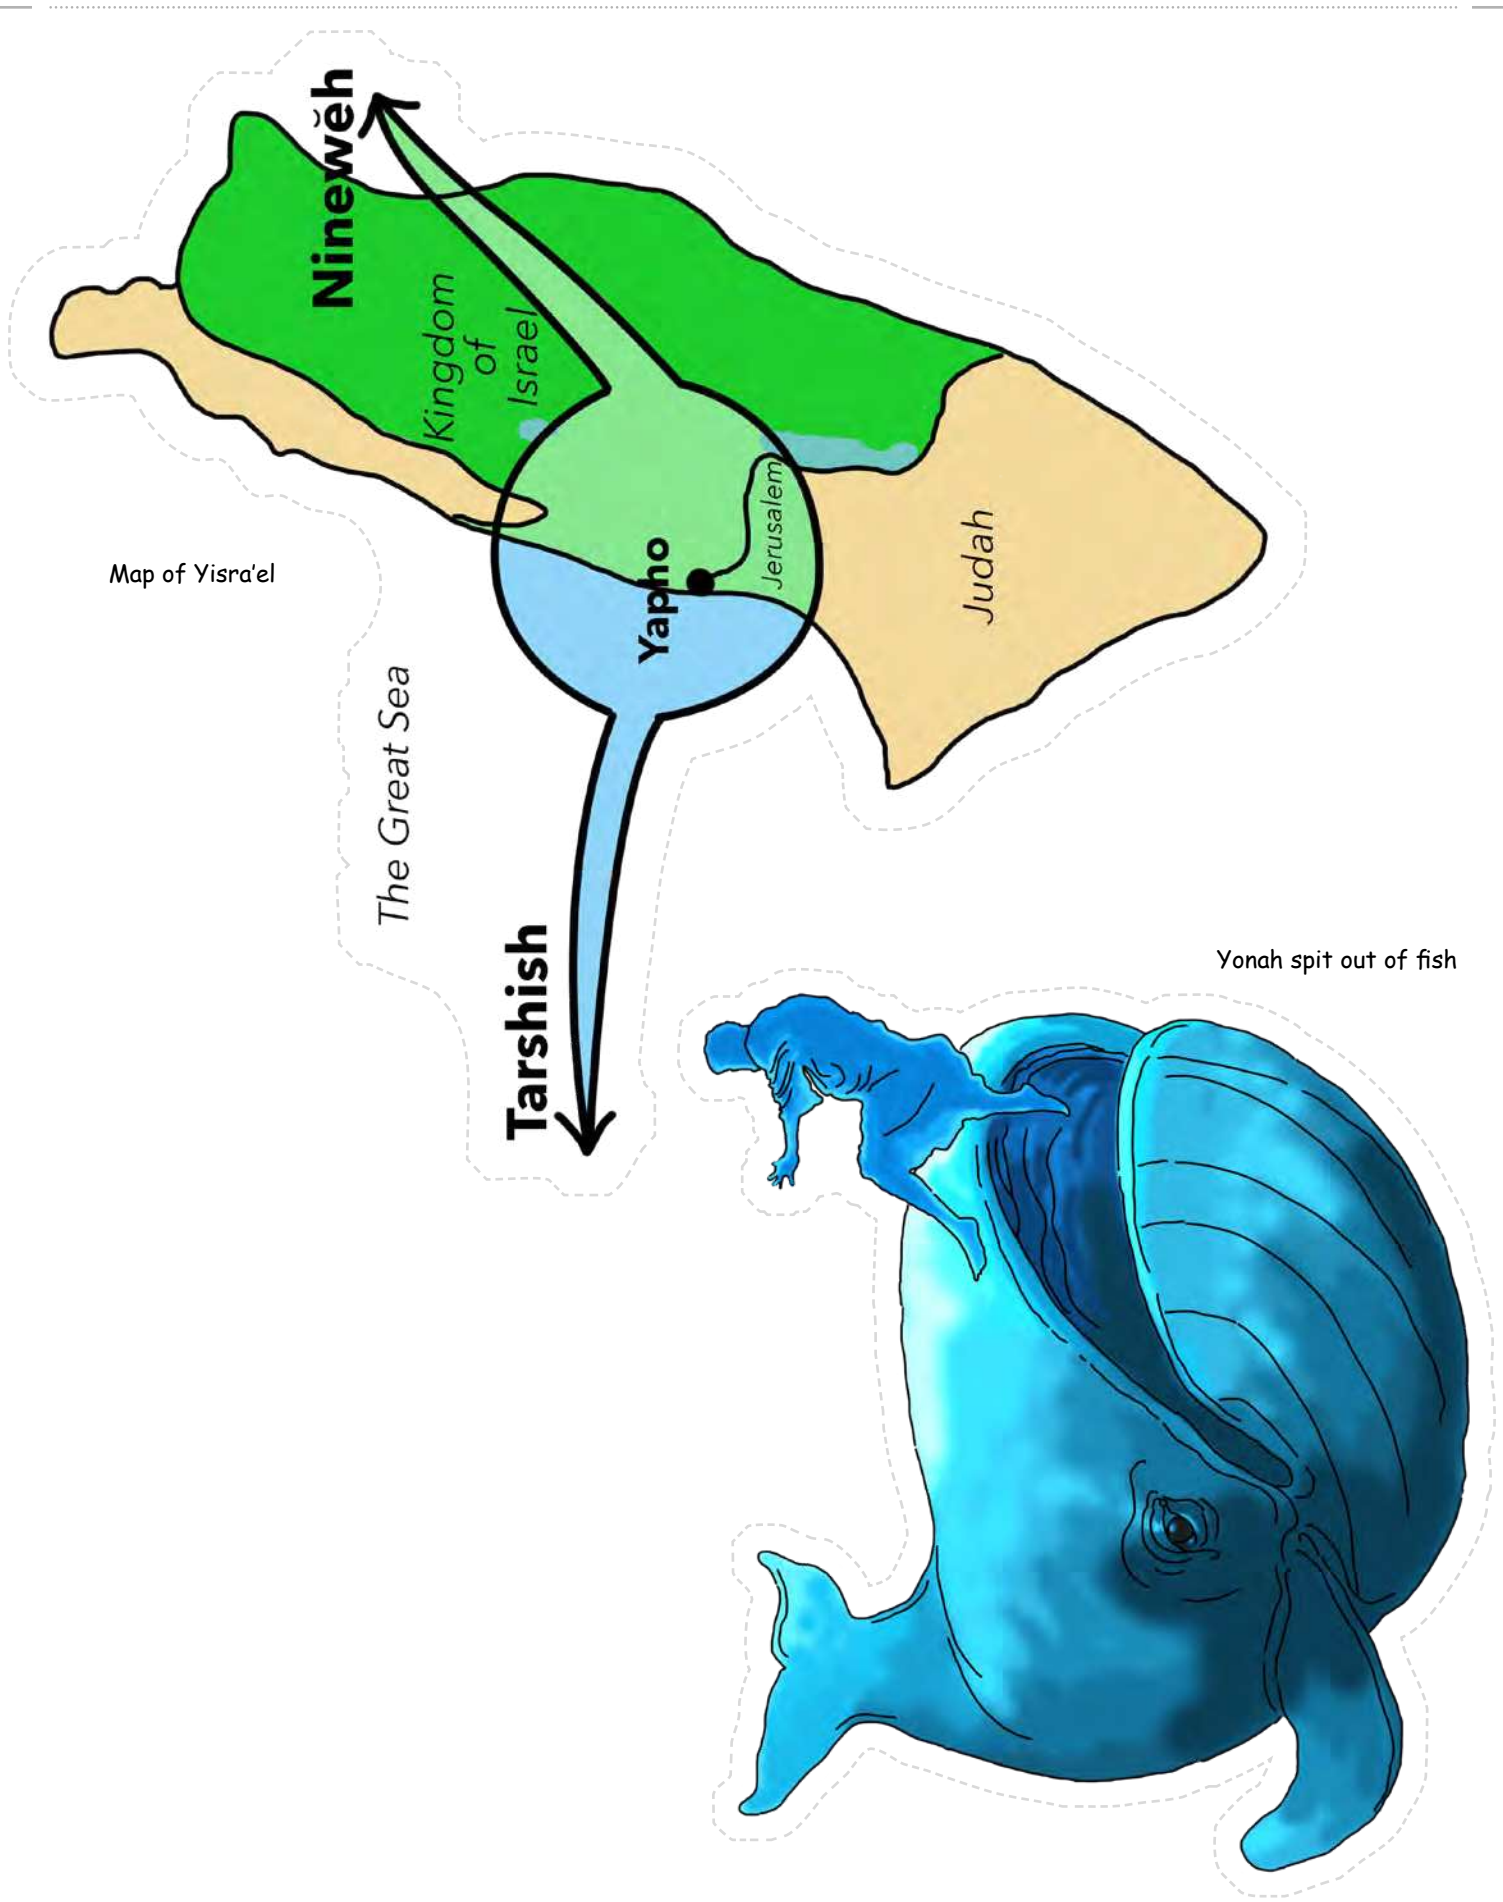 Ninewĕh
Kingdom
of
Israel
Jerusalem
Yapho
Judah
Map of Yisra'el
The Great Sea
Tarshish
Yonah spit out of fish